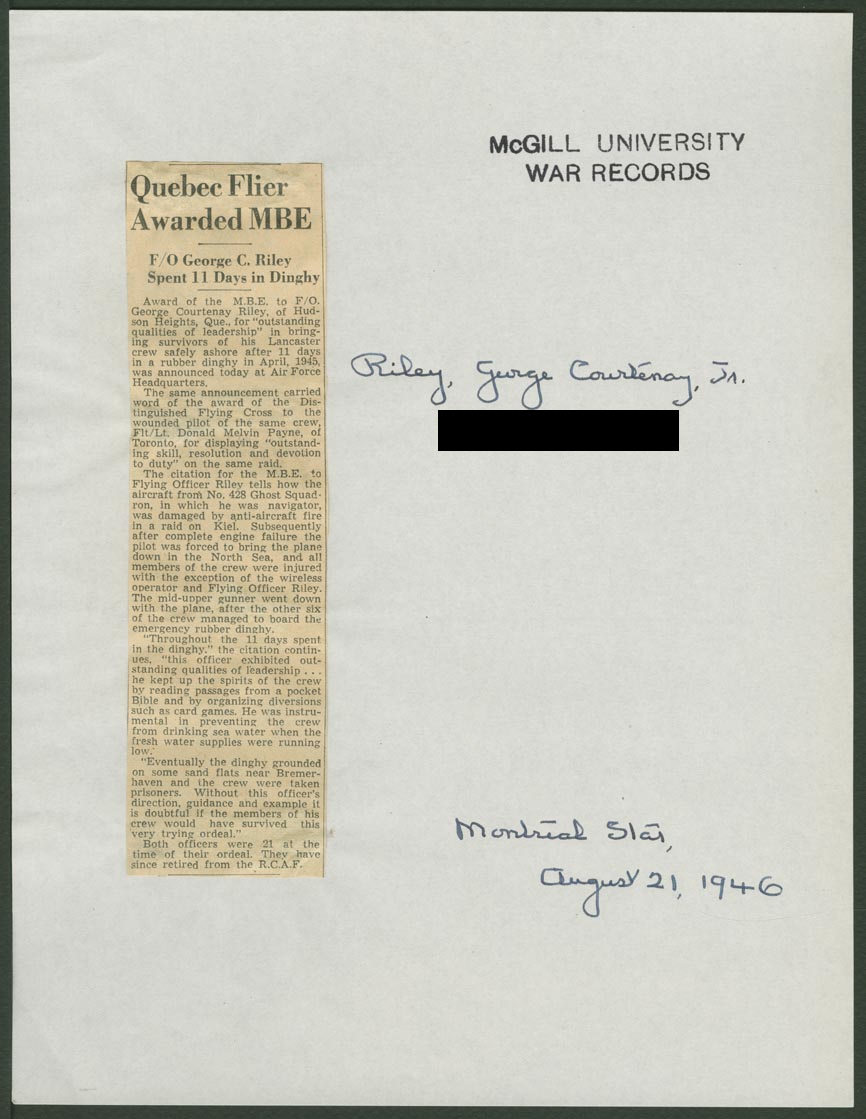 McGILL UNIVERSITY
WAR RECORDS
Quebec Flier
Awarded MBE
F/O George C. Riley
Spent 11 Days in Dinghy
Award of the M.B.E. to F/O.
George Courtenay Riley, of Hud-
son Heights, Que., for "outstanding
qualities of leadership" in bring-
ing survivors of his Lancaster
crew safely ashore after 11 days
in a rubber dinghy in April, 1945,
was announced today at Air Force
Headquarters.
The same announcement carried
word of the award of the Dis-
tinguished Flying Cross to the
wounded pilot of the same crew,
Flt/Lt. Donald Melvin Payne, of
Toronto, for displaying "outstand-
ing skill, resolution and devotion
to duty" on the same raid.
The citation for the M.B.E. to
Flying Officer Riley tells how the
aircraft from No. 428 Ghost Squad-
ron, in which he was navigator,
was damaged by anti-aircraft fire
in a raid on Kiel. Subsequently
after complete engine failure the
pilot was forced to bring the plane
down in the North Sea, and all
members of the crew were injured
with the exception of the wireless
operator and Flying Officer Riley.
The mid-upper gunner went down
with the plane, after the other six
of the crew managed to board the
emergency rubber dinghy.
"Throughout the 11 days spent
in the dinghy," the citation contin-
ues, "this officer exhibited out-
standing qualities of leadership . . .
he kept up the spirits of the crew
by reading passages from a pocket
Bible and by organizing diversions
such as card games. He was instru-
mental in preventing the crew
from drinking sea water when the
fresh water supplies were running
low.
"Eventually the dinghy grounded
on some sand flats near Bremer-
haven and the crew were taken
prisoners. Without this officer's
direction, guidance and example it
is doubtful if the members of his
crew would have survived this
very trying ordeal."
Both officers were 21 at the
time of their ordeal. They have
since retired from the R.C.A.F.
Riley, George Courtenay, Jr.
Montreal Star,
August 21, 1946